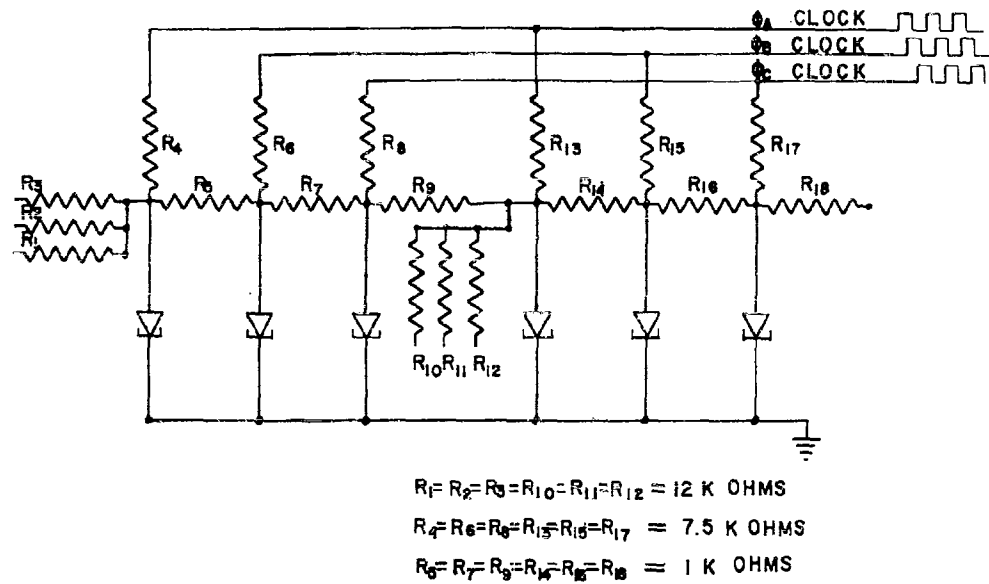 ΦA CLOCK
ΦB CLOCK
ΦC CLOCK
R4
R6
R8
R13
R15
R17
R3
R5
R7
R9
R14
R16
R18
R2
R1
R10 R11 R12
R1=R2=R3=R10=R11=R12 = 12 K OHMS
R4=R6=R8=R13=R15=R17 = 7.5 K OHMS
R5=R7=R9=R14=R15=R18 = 1 K OHMS